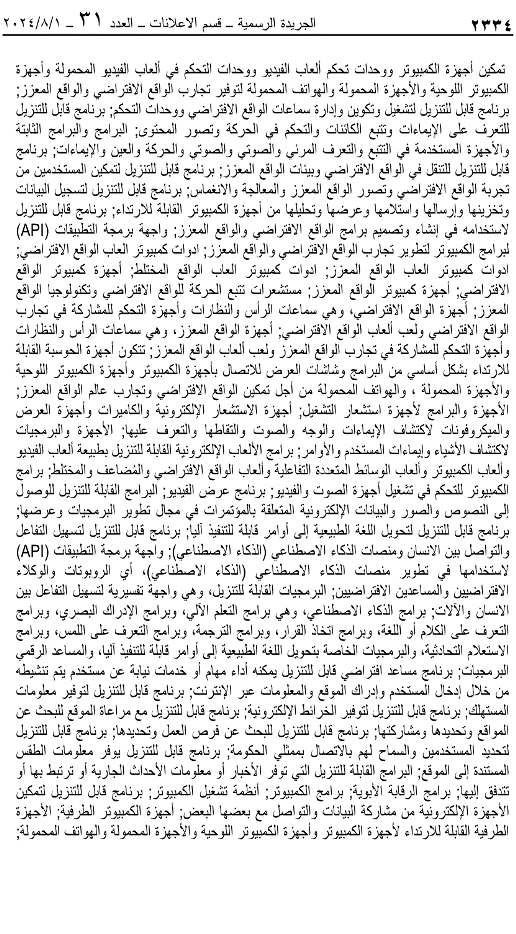 ٢٣٣٤ الجريدة الرسمية – قسم الاعلانات – العدد ٣١ – ٢٠٢٤/٨/١
تمكين أجهزة الكمبيوتر ووحدات تحكم ألعاب الفيديو ووحدات التحكم في ألعاب الفيديو المحمولة وأجهزة
الكمبيوتر اللوحية والأجهزة المحمولة والهواتف المحمولة لتوفير تجارب الواقع الافتراضي والواقع المعزز;
برنامج قابل للتنزيل لتشغيل وتكوين وإدارة سماعات الواقع الافتراضي ووحدات التحكم; برنامج قابل للتنزيل
للتعرف على الإيماءات وتتبع الكائنات والتحكم في الحركة وتصور المحتوى; البرامج والبرامج الثابتة
والأجهزة المستخدمة في التتبع والتعرف المرئي والصوتي والصوتي والحركة والعين والإيماءات; برنامج
قابل للتنزيل للتنقل في الواقع الافتراضي وبيئات الواقع المعزز; برنامج قابل للتنزيل لتمكين المستخدمين من
تجربة الواقع الافتراضي وتصور الواقع المعزز والمعالجة والانغماس; برنامج قابل للتنزيل لتسجيل البيانات
وتخزينها وإرسالها واستلامها وعرضها وتحليلها من أجهزة الكمبيوتر القابلة للارتداء; برنامج قابل للتنزيل
لاستخدامه في إنشاء وتصميم برامج الواقع الافتراضي والواقع المعزز; واجهة برمجة التطبيقات (API)
لبرامج الكمبيوتر لتطوير تجارب الواقع الافتراضي والواقع المعزز; ادوات كمبيوتر العاب الواقع الافتراضي;
ادوات كمبيوتر العاب الواقع المعزز; ادوات كمبيوتر العاب الواقع المختلط; أجهزة كمبيوتر الواقع
الافتراضي; أجهزة كمبيوتر الواقع المعزز; مستشعرات تتبع الحركة للواقع الافتراضي وتكنولوجيا الواقع
المعزز; أجهزة الواقع الافتراضي، وهي سماعات الرأس والنظارات وأجهزة التحكم للمشاركة في تجارب
الواقع الافتراضي ولعب ألعاب الواقع الافتراضي; أجهزة الواقع المعزز، وهي سماعات الرأس والنظارات
وأجهزة التحكم للمشاركة في تجارب الواقع المعزز ولعب ألعاب الواقع المعزز; تتكون أجهزة الحوسبة القابلة
للارتداء بشكل أساسي من البرامج وشاشات العرض للاتصال بأجهزة الكمبيوتر وأجهزة الكمبيوتر اللوحية
والأجهزة المحمولة ، والهواتف المحمولة من أجل تمكين الواقع الافتراضي وتجارب عالم الواقع المعزز;
الأجهزة والبرامج لأجهزة استشعار التشغيل; أجهزة الاستشعار الإلكترونية والكاميرات وأجهزة العرض
والميكروفونات لاكتشاف الإيماءات والوجه والصوت والتقاطها والتعرف عليها; الأجهزة والبرمجيات
لاكتشاف الأشياء وإيماءات المستخدم والأوامر; برامج الألعاب الإلكترونية القابلة للتنزيل بطبيعة ألعاب الفيديو
وألعاب الكمبيوتر وألعاب الوسائط المتعددة التفاعلية وألعاب الواقع الافتراضي والمُضاعف والمختلط; برامج
الكمبيوتر للتحكم في تشغيل أجهزة الصوت والفيديو; برنامج عرض الفيديو; البرامج القابلة للتنزيل للوصول
إلى النصوص والصور والبيانات الإلكترونية المتعلقة بالمؤتمرات في مجال تطوير البرمجيات وعرضها;
برنامج قابل للتنزيل لتحويل اللغة الطبيعية إلى أوامر قابلة للتنفيذ آليا; برنامج قابل للتنزيل لتسهيل التفاعل
والتواصل بين الانسان ومنصات الذكاء الاصطناعي (الذكاء الاصطناعي); واجهة برمجة التطبيقات (API)
لاستخدامها في تطوير منصات الذكاء الاصطناعي (الذكاء الاصطناعي)، أي الروبوتات والوكلاء
الافتراضيين والمساعدين الافتراضيين; البرمجيات القابلة للتنزيل، وهي واجهة تفسيرية لتسهيل التفاعل بين
الانسان والآلات; برامج الذكاء الاصطناعي، وهي برامج التعلم الآلي، وبرامج الإدراك البصري، وبرامج
التعرف على الكلام أو اللغة، وبرامج اتخاذ القرار، وبرامج الترجمة، وبرامج التعرف على اللمس، وبرامج
الاستعلام التحادثية، والبرمجيات الخاصة بتحويل اللغة الطبيعية إلى أوامر قابلة للتنفيذ آليا، والمساعد الرقمي
البرمجيات; برنامج مساعد افتراضي قابل للتنزيل يمكنه أداء مهام أو خدمات نيابة عن مستخدم يتم تنشيطه
من خلال إدخال المستخدم وإدراك الموقع والمعلومات عبر الإنترنت; برنامج قابل للتنزيل لتوفير معلومات
المستهلك; برنامج قابل للتنزيل لتوفير الخرائط الإلكترونية; برنامج قابل للتنزيل مع مراعاة الموقع للبحث عن
المواقع وتحديدها ومشاركتها; برنامج قابل للتنزيل للبحث عن فرص العمل وتحديدها; برنامج قابل للتنزيل
لتحديد المستخدمين والسماح لهم بالاتصال بممثلي الحكومة; برنامج قابل للتنزيل يوفر معلومات الطقس
المستندة إلى الموقع; البرامج القابلة للتنزيل التي توفر الأخبار أو معلومات الأحداث الجارية أو ترتبط بها أو
تتدفق إليها; برامج الرقابة الأبوية; برامج الكمبيوتر; أنظمة تشغيل الكمبيوتر; برنامج قابل للتنزيل لتمكين
الأجهزة الإلكترونية من مشاركة البيانات والتواصل مع بعضها البعض; أجهزة الكمبيوتر الطرفية; الأجهزة
الطرفية القابلة للارتداء لأجهزة الكمبيوتر وأجهزة الكمبيوتر اللوحية والأجهزة المحمولة والهواتف المحمولة;